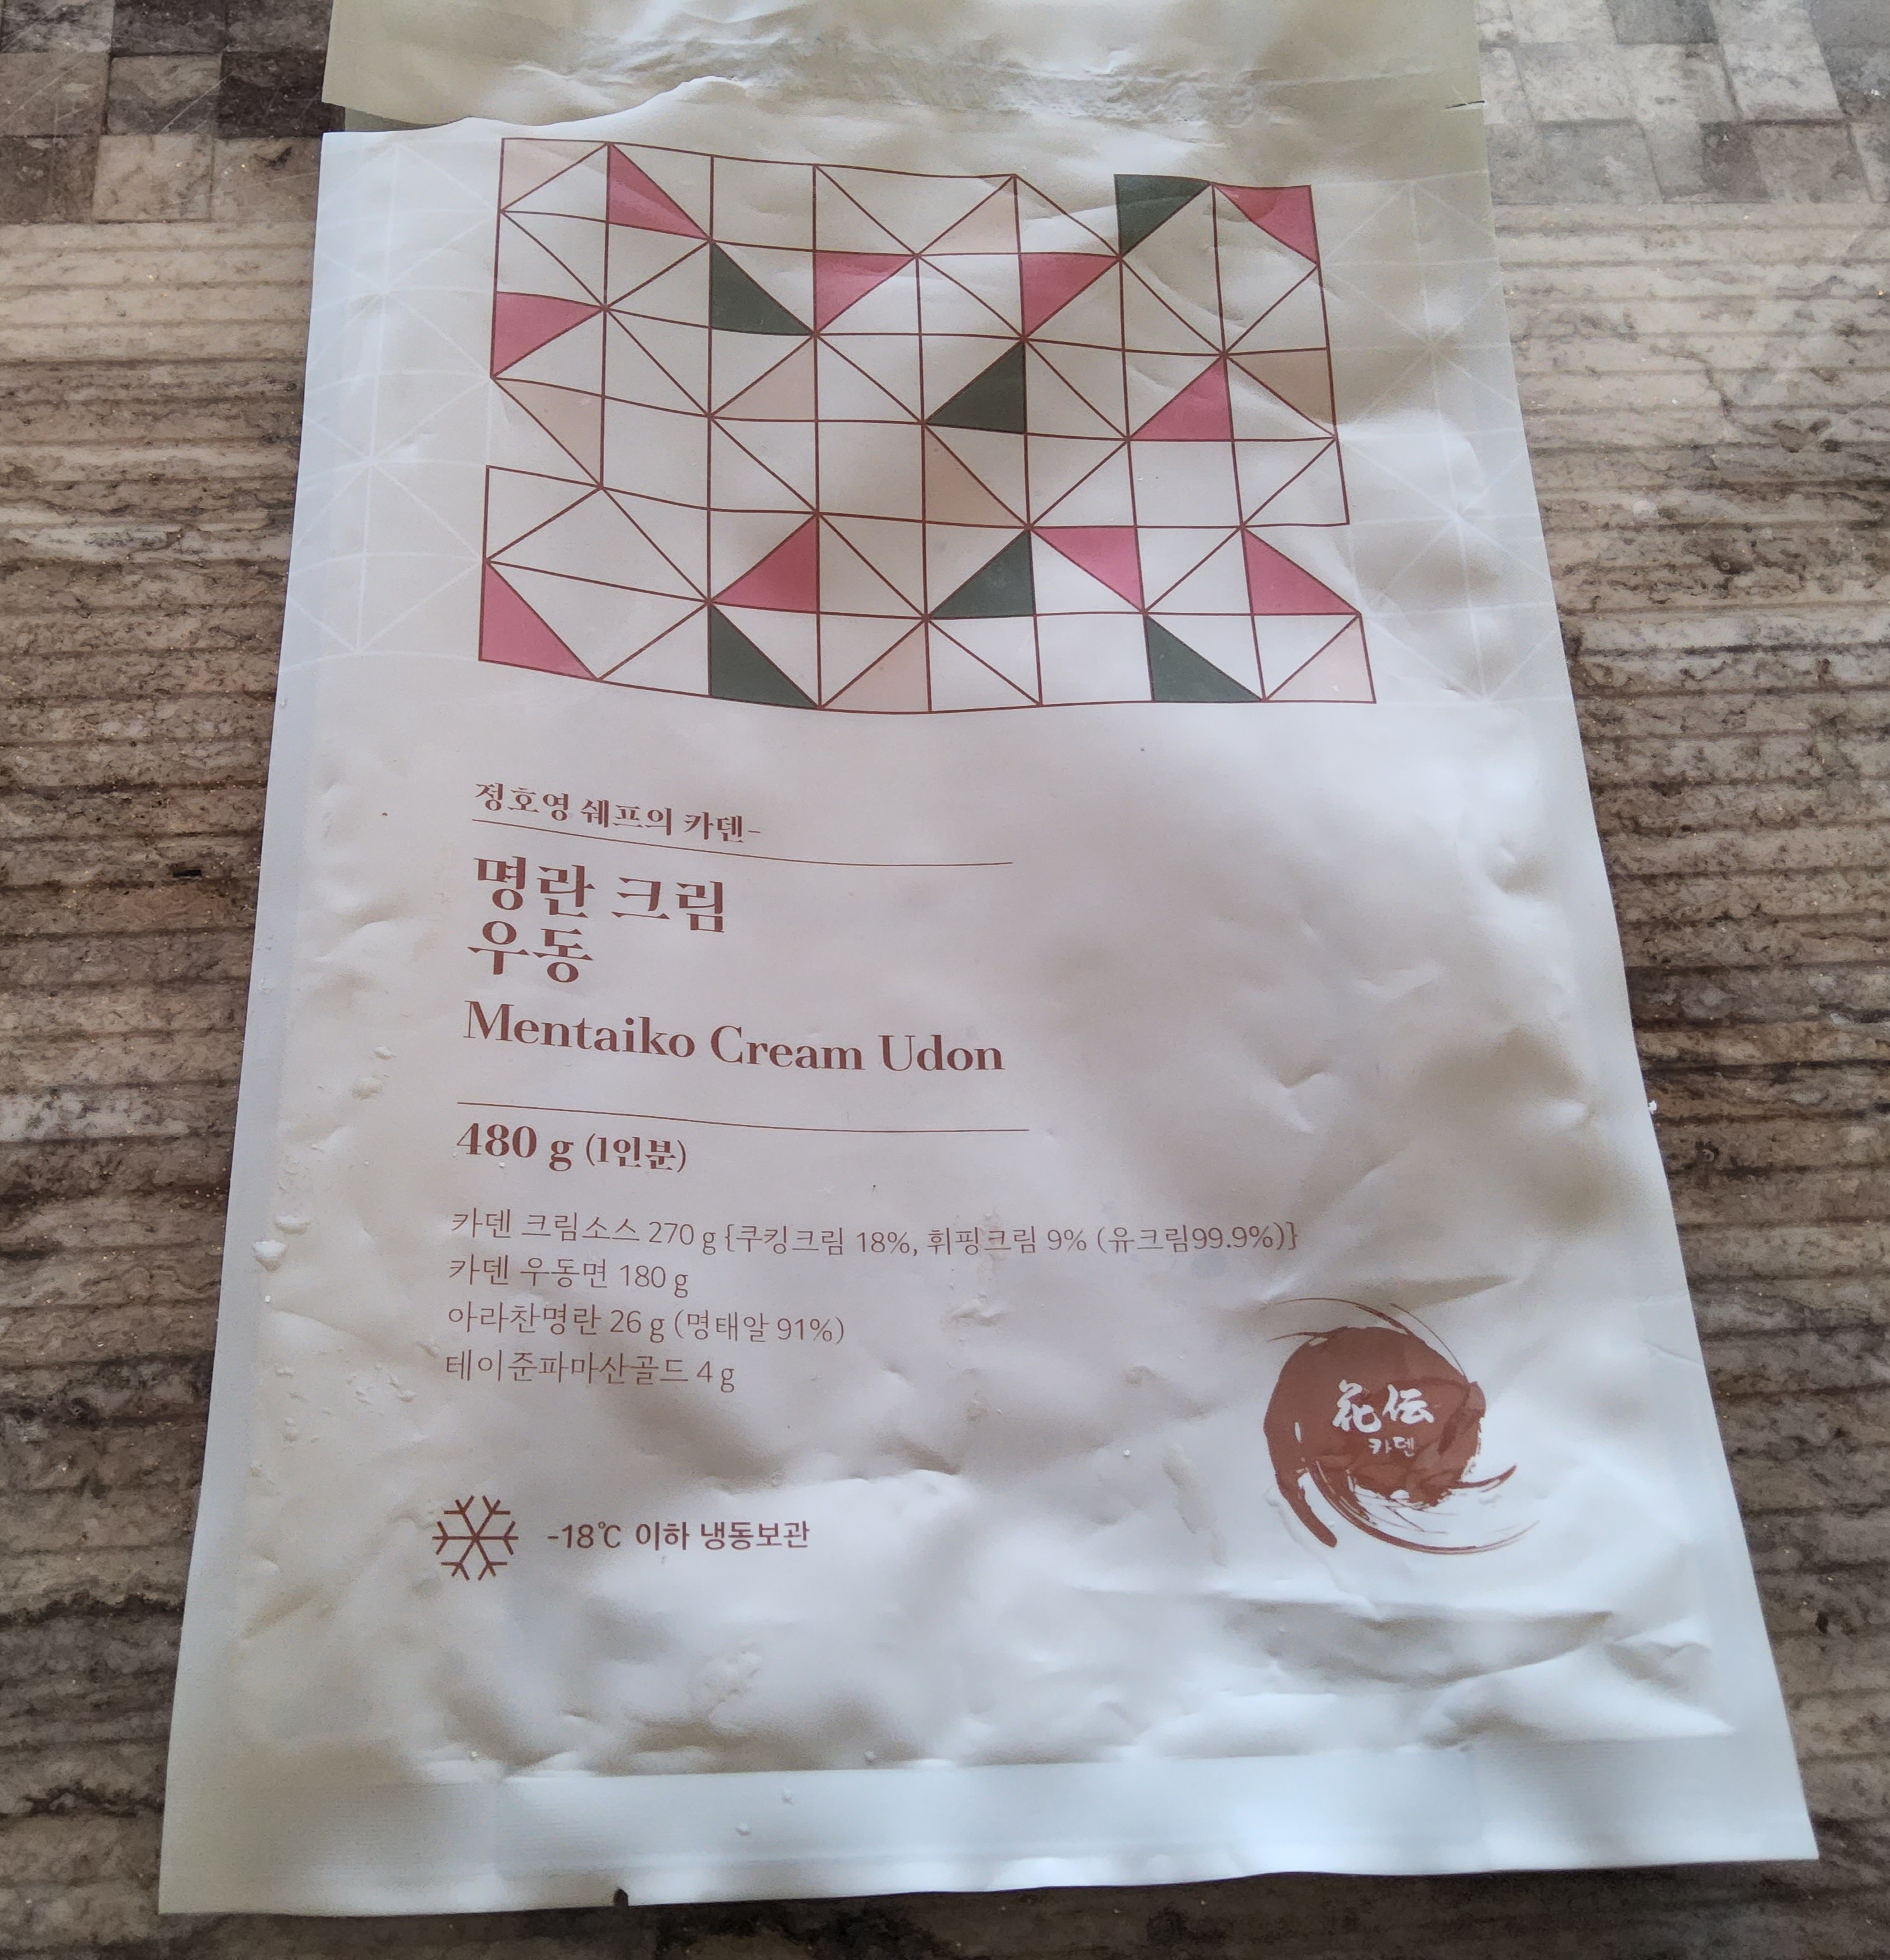 정호영 쉐프의 카덴-
명란 크림
우동
Mentaiko Cream Udon
480 g (1인분)
카덴 크림소스 270 g {쿠킹크림 18%, 휘핑크림 9% (유크림99.9%)}
카덴 우동면 180 g
아라찬명란 26 g (명태알 91%)
테이준파마산골드 4 g
花伝
카덴
-18℃ 이하 냉동보관